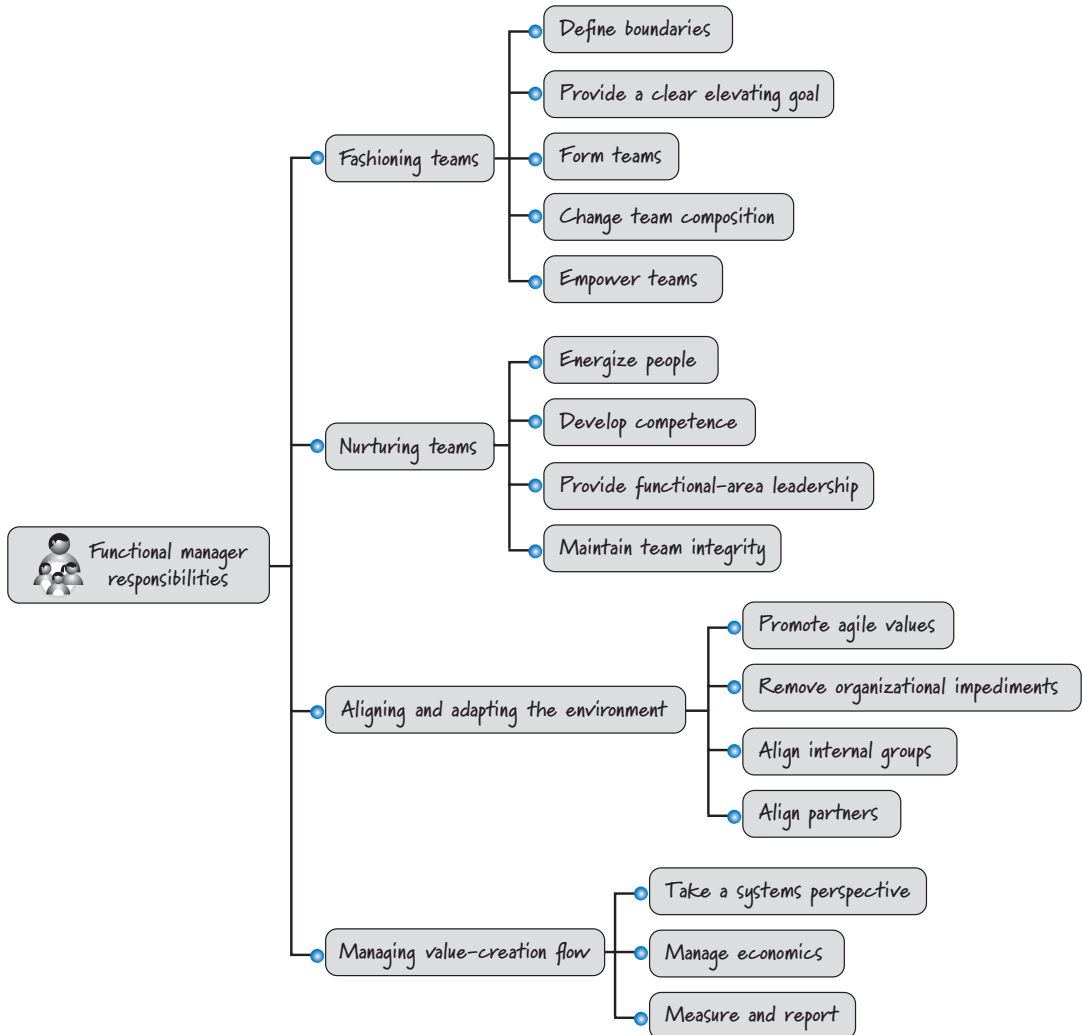 Functional manager
responsibilities
Fashioning teams
Define boundaries
Provide a clear elevating goal
Form teams
Change team composition
Empower teams
Nurturing teams
Energize people
Develop competence
Provide functional-area leadership
Maintain team integrity
Aligning and adapting the environment
Promote agile values
Remove organizational impediments
Align internal groups
Align partners
Managing value-creation flow
Take a systems perspective
Manage economics
Measure and report